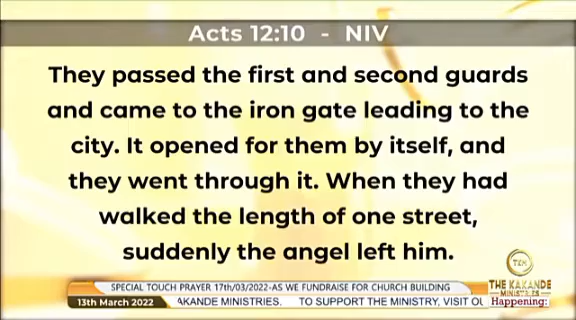 Acts 12:10 - NIV
They passed the first and second guards
and came to the iron gate leading to the
city. It opened for them by itself, and
they went through it. When they had
walked the length of one street,
suddenly the angel left him.
TKM
THE KAKANDE
MINISTRIES
SPECIAL TOUCH PRAYER 17th/03/2022-AS WE FUNDRAISE FOR CHURCH BUILDING
13th March 2022 AKANDE MINISTRIES. TO SUPPORT THE MINISTRY, VISIT OU Happening: